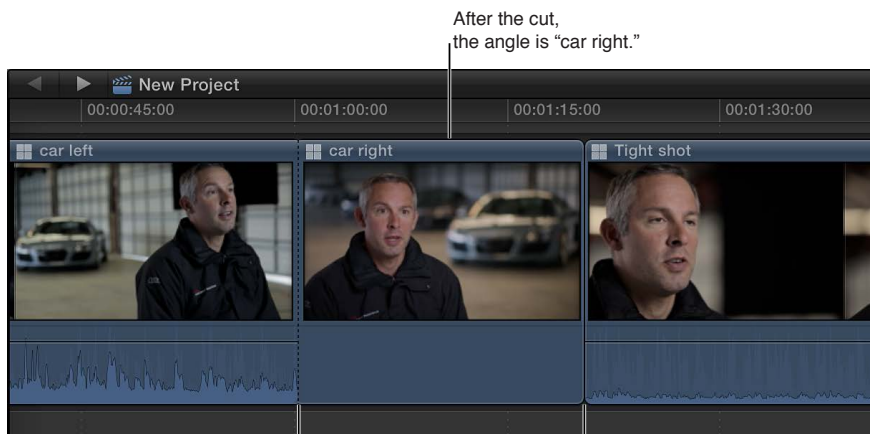 After the cut,
the angle is “car right.”
New Project
00:00:45:00 00:01:00:00 00:01:15:00 00:01:30:00
car left car right Tight shot